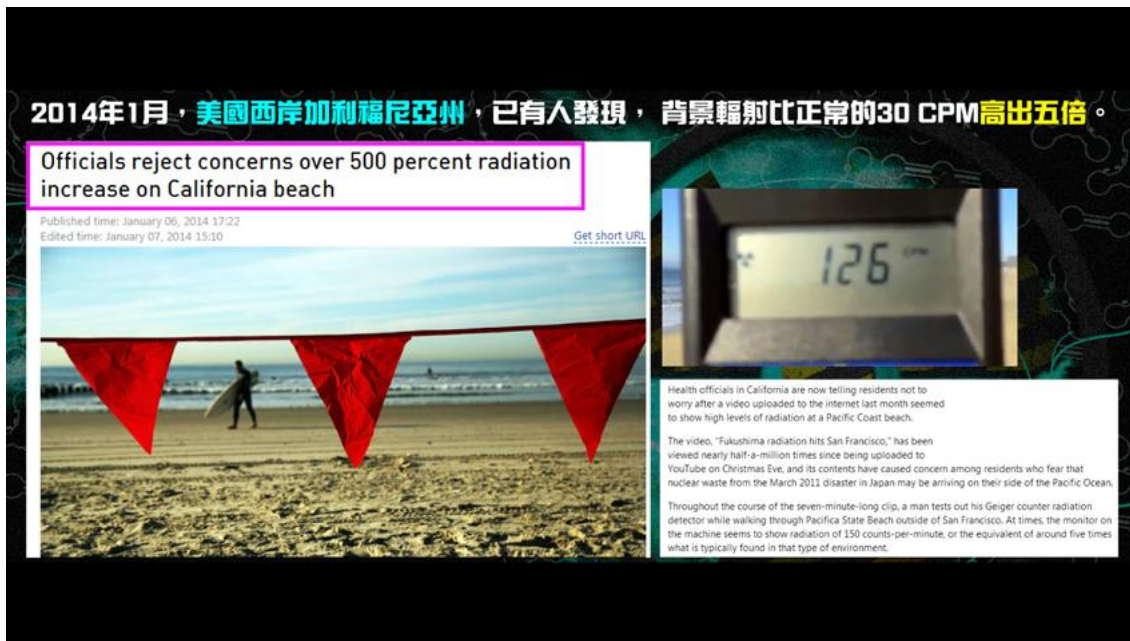 2014年1月，美國西岸加利福尼亞州，已有人發現， 背景輻射比正常的30 CPM高出五倍。
Officials reject concerns over 500 percent radiation
increase on California beach
Published time: January 06, 2014 17:22
Edited time: January 07, 2014 15:10
Get short URL
126 CPM
Health officials in California are now telling residents not to
worry after a video uploaded to the internet last month seemed
to show high levels of radiation at a Pacific Coast beach.
The video, "Fukushima radiation hits San Francisco," has been
viewed nearly half-a-million times since being uploaded to
YouTube on Christmas Eve, and its contents have caused concern among residents who fear that
nuclear waste from the March 2011 disaster in Japan may be arriving on their side of the Pacific Ocean.
Throughout the course of the seven-minute-long clip, a man tests out his Geiger counter radiation
detector while walking through Pacifica State Beach outside of San Francisco. At times, the monitor on
the machine seems to show radiation of 150 counts-per-minute, or the equivalent of around five times
what is typically found in that type of environment.